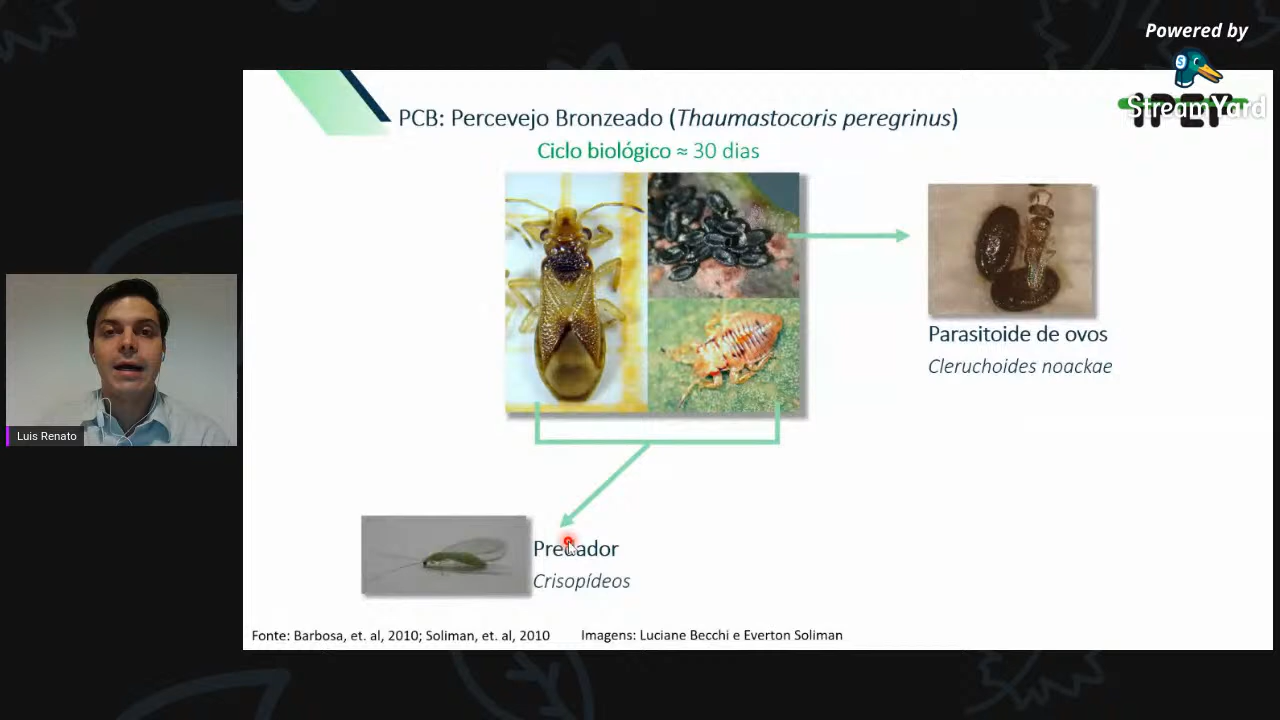 Powered by
StreamYard
IPEF
PCB: Percevejo Bronzeado (Thaumastocoris peregrinus)
Ciclo biológico ≈ 30 dias
Parasitoide de ovos
Cleruchoides noackae
Luis Renato
Predador
Crisopídeos
Fonte: Barbosa, et. al, 2010; Soliman, et. al, 2010
Imagens: Luciane Becchi e Everton Soliman